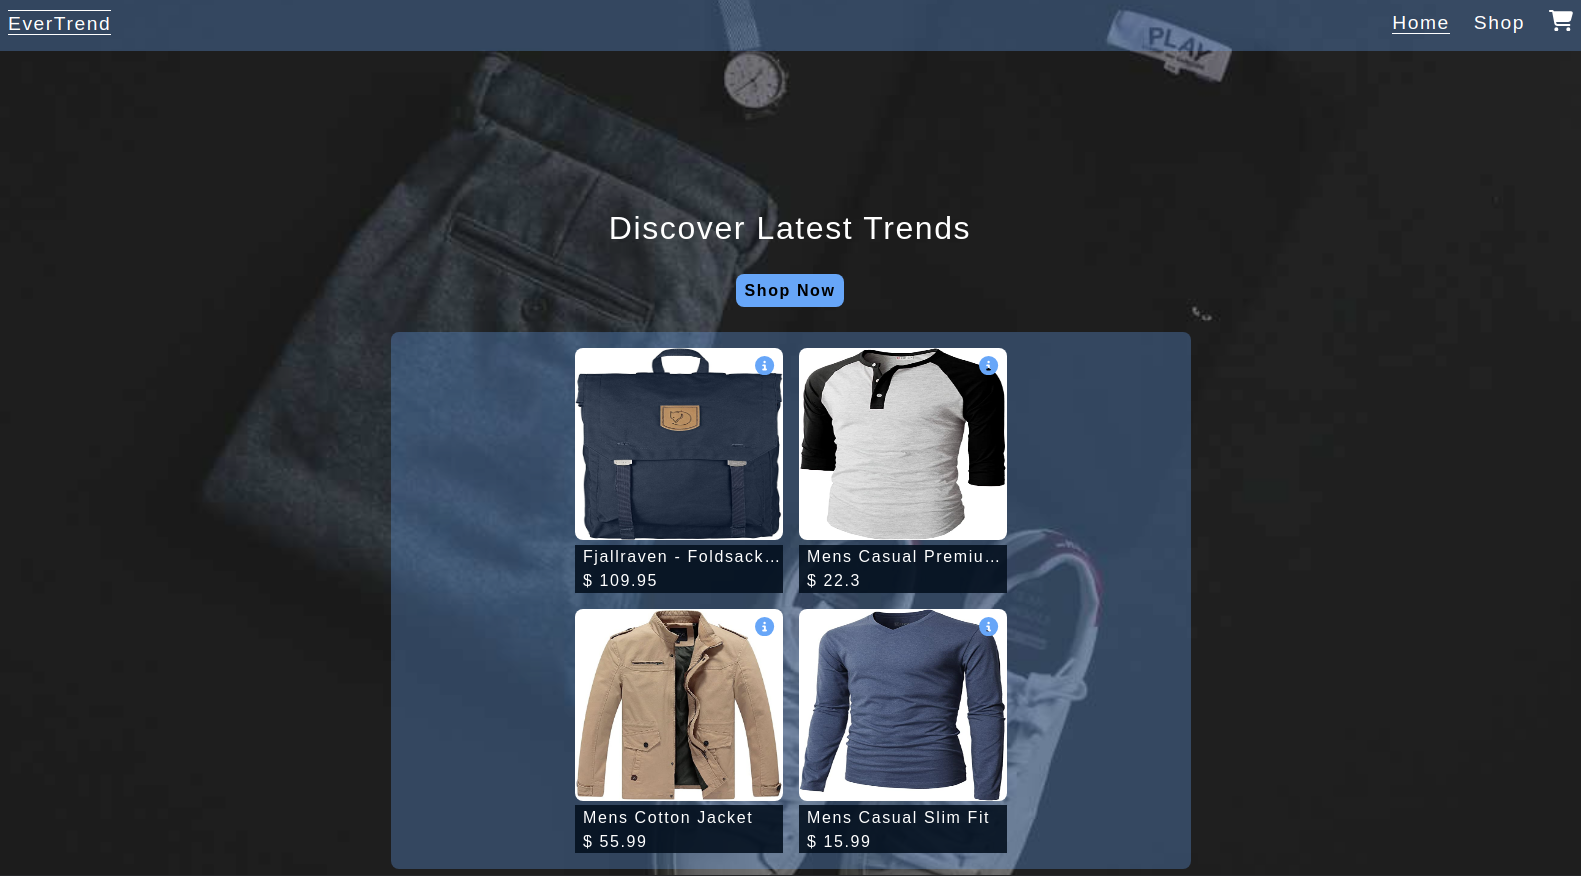 EverTrend
Home
Shop
PLAY
Discover Latest Trends
Shop Now
Fjallraven - Foldsack...
$ 109.95
Mens Casual Premiu...
$ 22.3
Mens Cotton Jacket
$ 55.99
Mens Casual Slim Fit
$ 15.99